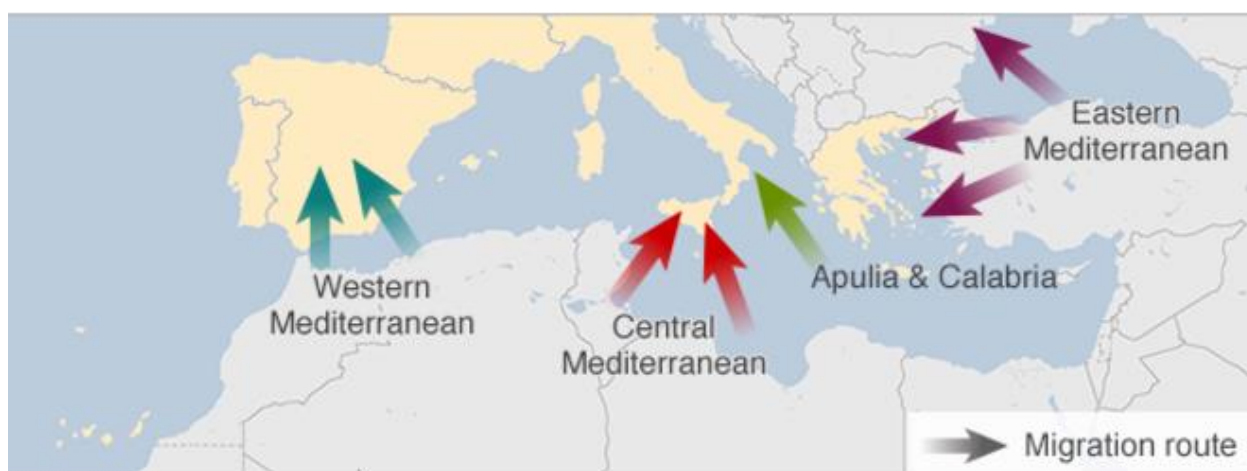 Eastern
Mediterranean
Apulia & Calabria
Western
Mediterranean
Central
Mediterranean
Migration route